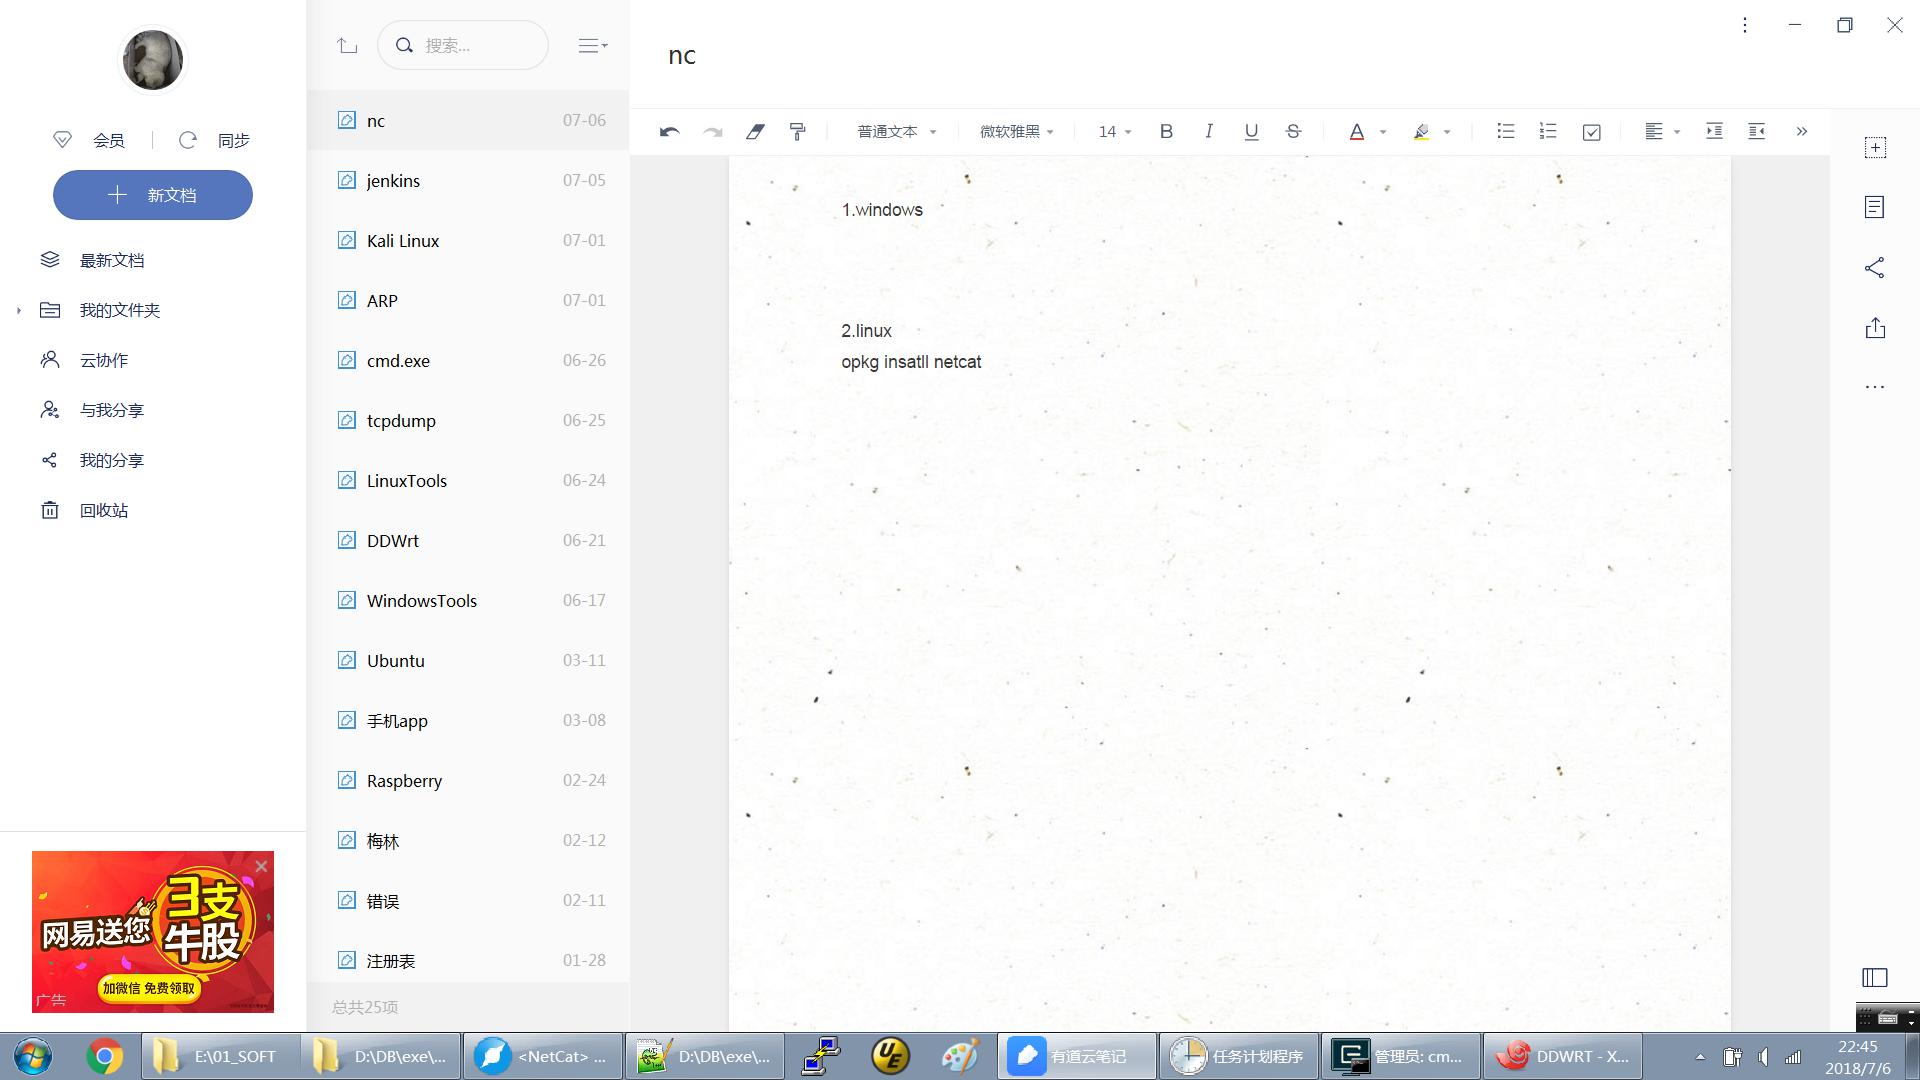 会员
同步
新文档
最新文档
我的文件夹
云协作
与我分享
我的分享
回收站
网易送您
3支
牛股
加微信 免费领取
广告
搜索...
nc 07-06
jenkins 07-05
Kali Linux 07-01
ARP 07-01
cmd.exe 06-26
tcpdump 06-25
LinuxTools 06-24
DDWrt 06-21
WindowsTools 06-17
Ubuntu 03-11
手机app 03-08
Raspberry 02-24
梅林 02-12
错误 02-11
注册表 01-28
总共25项
nc
普通文本 微软雅黑 14 B I U S A
1.windows
2.linux
opkg insatll netcat
E:\01_SOFT
D:\DB\exe\...
<NetCat> ...
D:\DB\exe\...
有道云笔记
任务计划程序
管理员: cm...
DDWRT - X...
22:45
2018/7/6